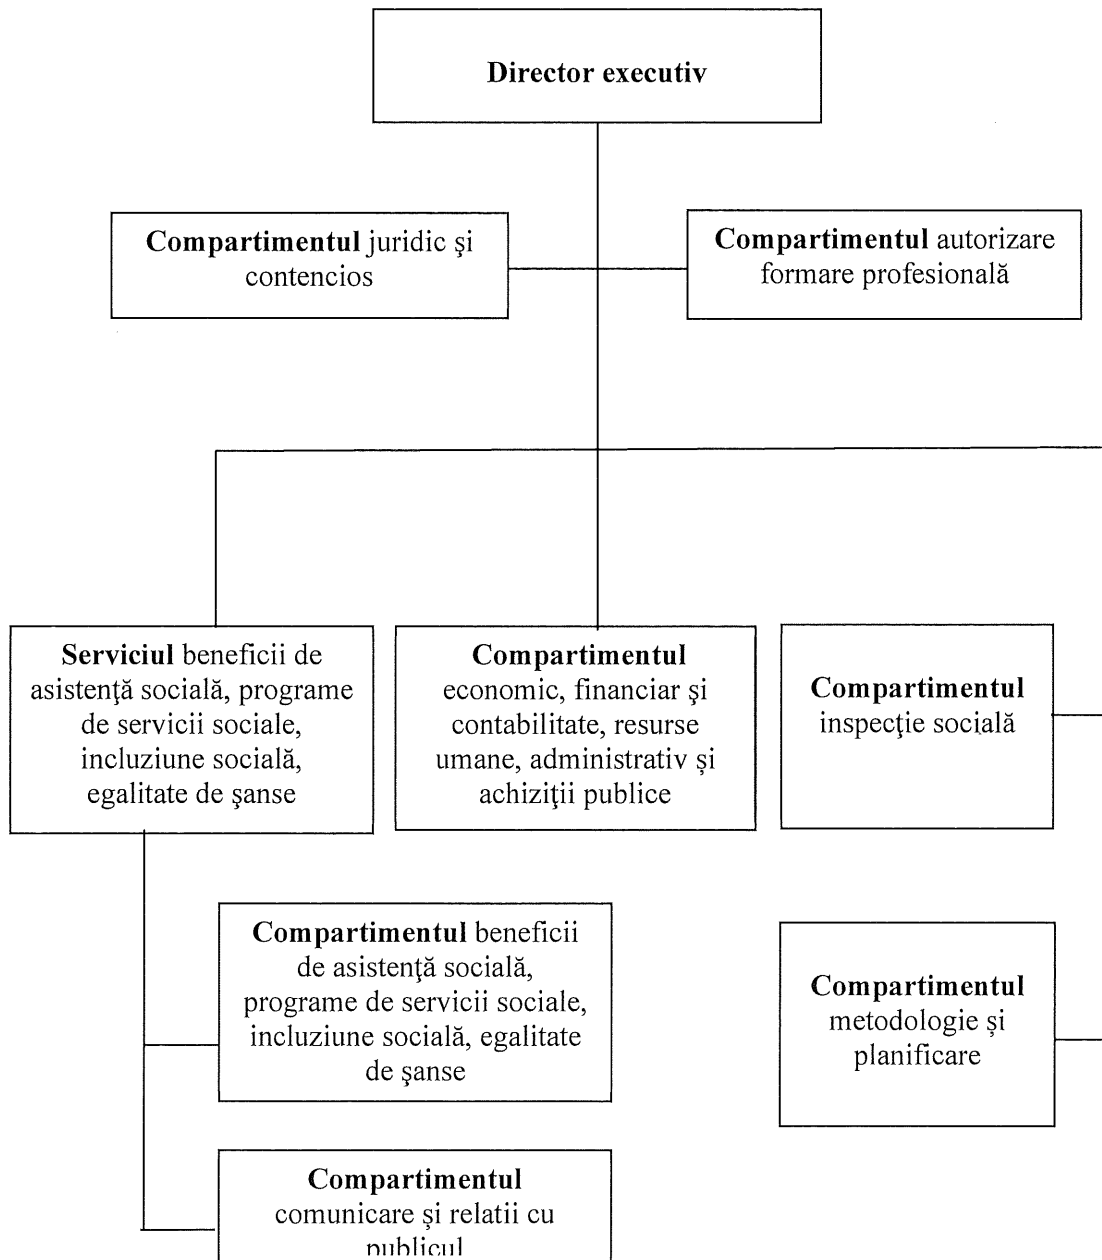 Director executiv
Compartimentul juridic şi
contencios
Compartimentul autorizare
formare profesională
Serviciul beneficii de
asistenţă socială, programe
de servicii sociale,
incluziune socială,
egalitate de şanse
Compartimentul
economic, financiar şi
contabilitate, resurse
umane, administrativ și
achiziţii publice
Compartimentul
inspecţie socială
Compartimentul beneficii
de asistenţă socială,
programe de servicii sociale,
incluziune socială, egalitate
de şanse
Compartimentul
metodologie și
planificare
Compartimentul
comunicare şi relatii cu
publicul